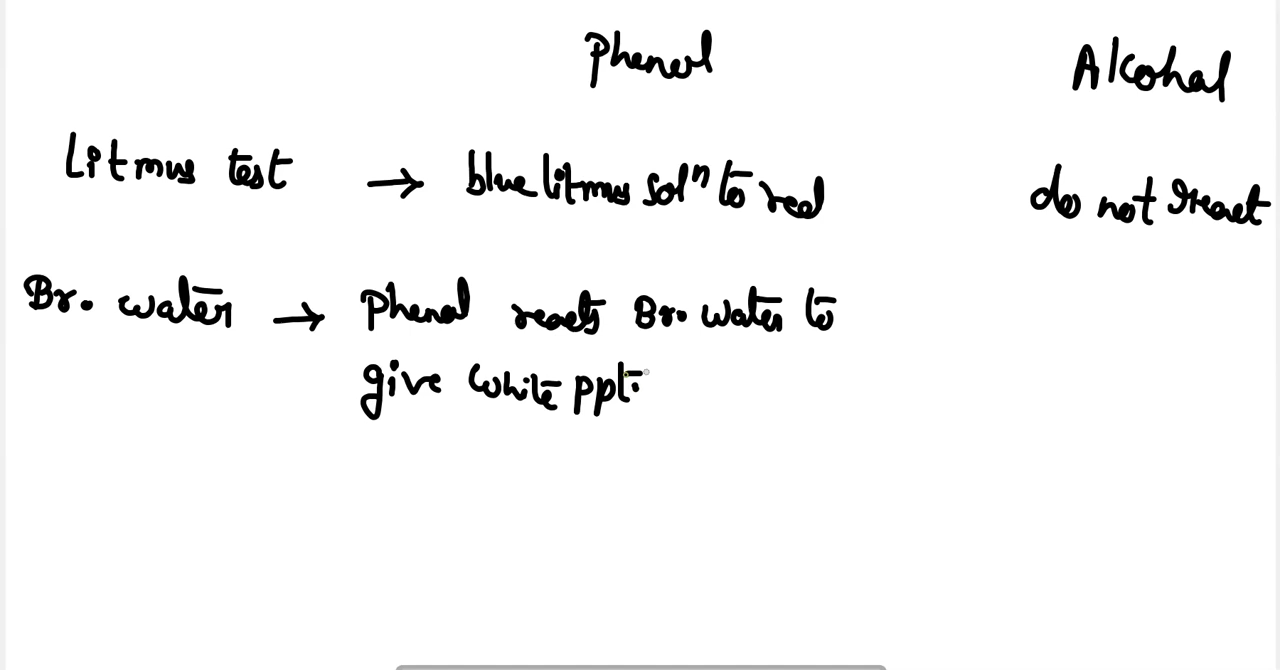 Phenol Alcohal
Litmus test → blue litmus solⁿ to red do not react
Br. water → Phenol reacts Br. water to
give white ppt.